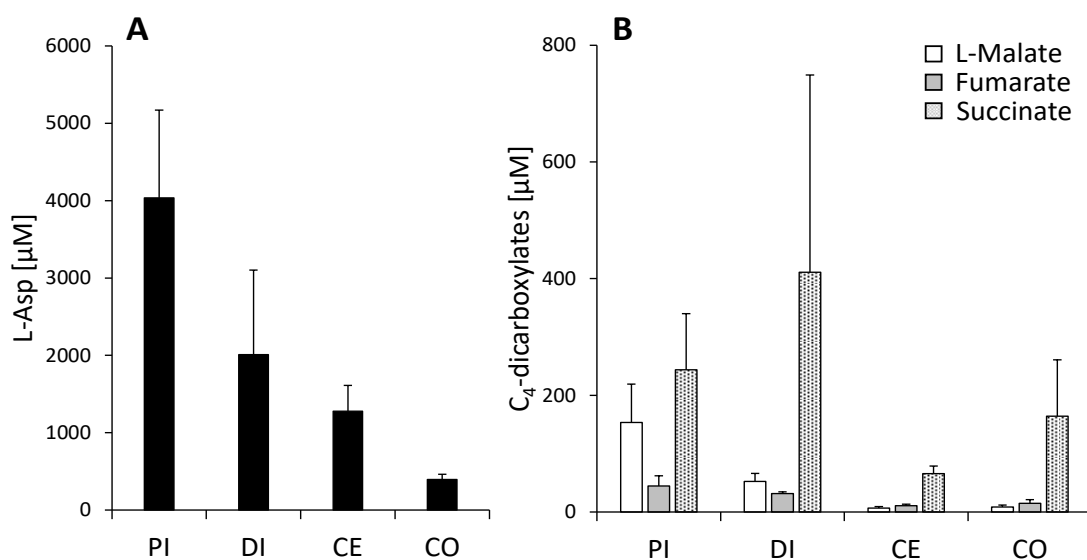 A
6000
5000
4000
3000
2000
1000
0
L-Asp [µM]
PI DI CE CO
B
800
600
400
200
0
C₄-dicarboxylates [µM]
L-Malate
Fumarate
Succinate
PI DI CE CO